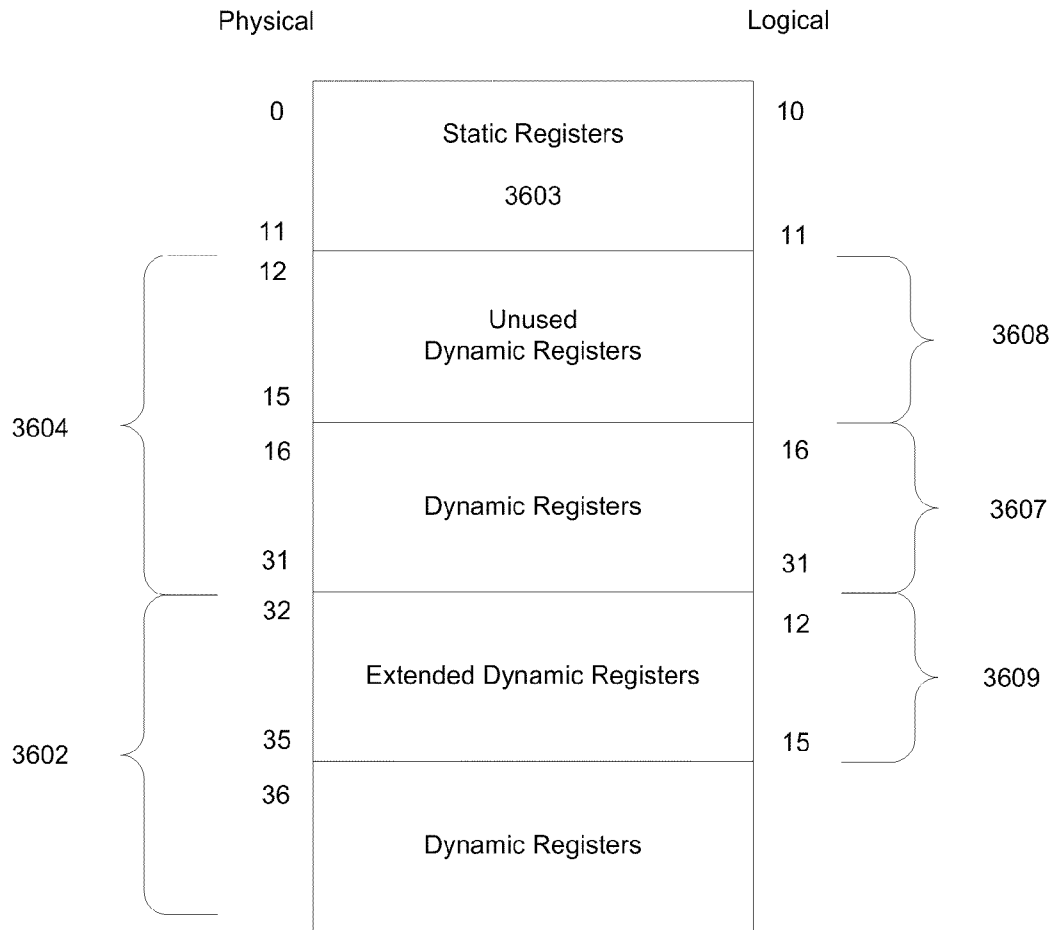 Physical Logical
0 10
Static Registers
3603
11 11
12
Unused
Dynamic Registers
3608
15
3604
16 16
Dynamic Registers
3607
31 31
32 12
Extended Dynamic Registers
3609
35 15
3602
36
Dynamic Registers